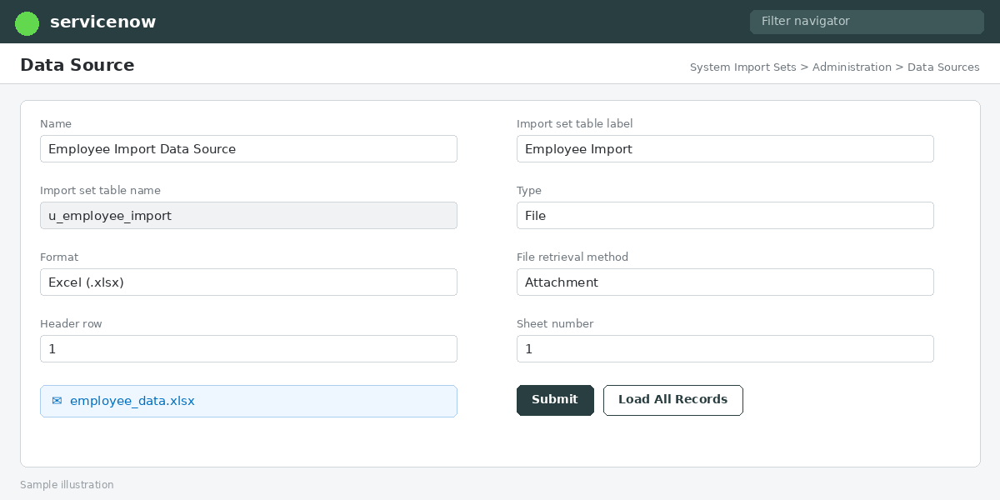 servicenow
Filter navigator
Data Source
System Import Sets > Administration > Data Sources
Name
Import set table label
Employee Import Data Source
Employee Import
Import set table name
Type
u_employee_import
File
Format
File retrieval method
Excel (.xlsx)
Attachment
Header row
Sheet number
1
1
✉ employee_data.xlsx
Submit
Load All Records
Sample illustration